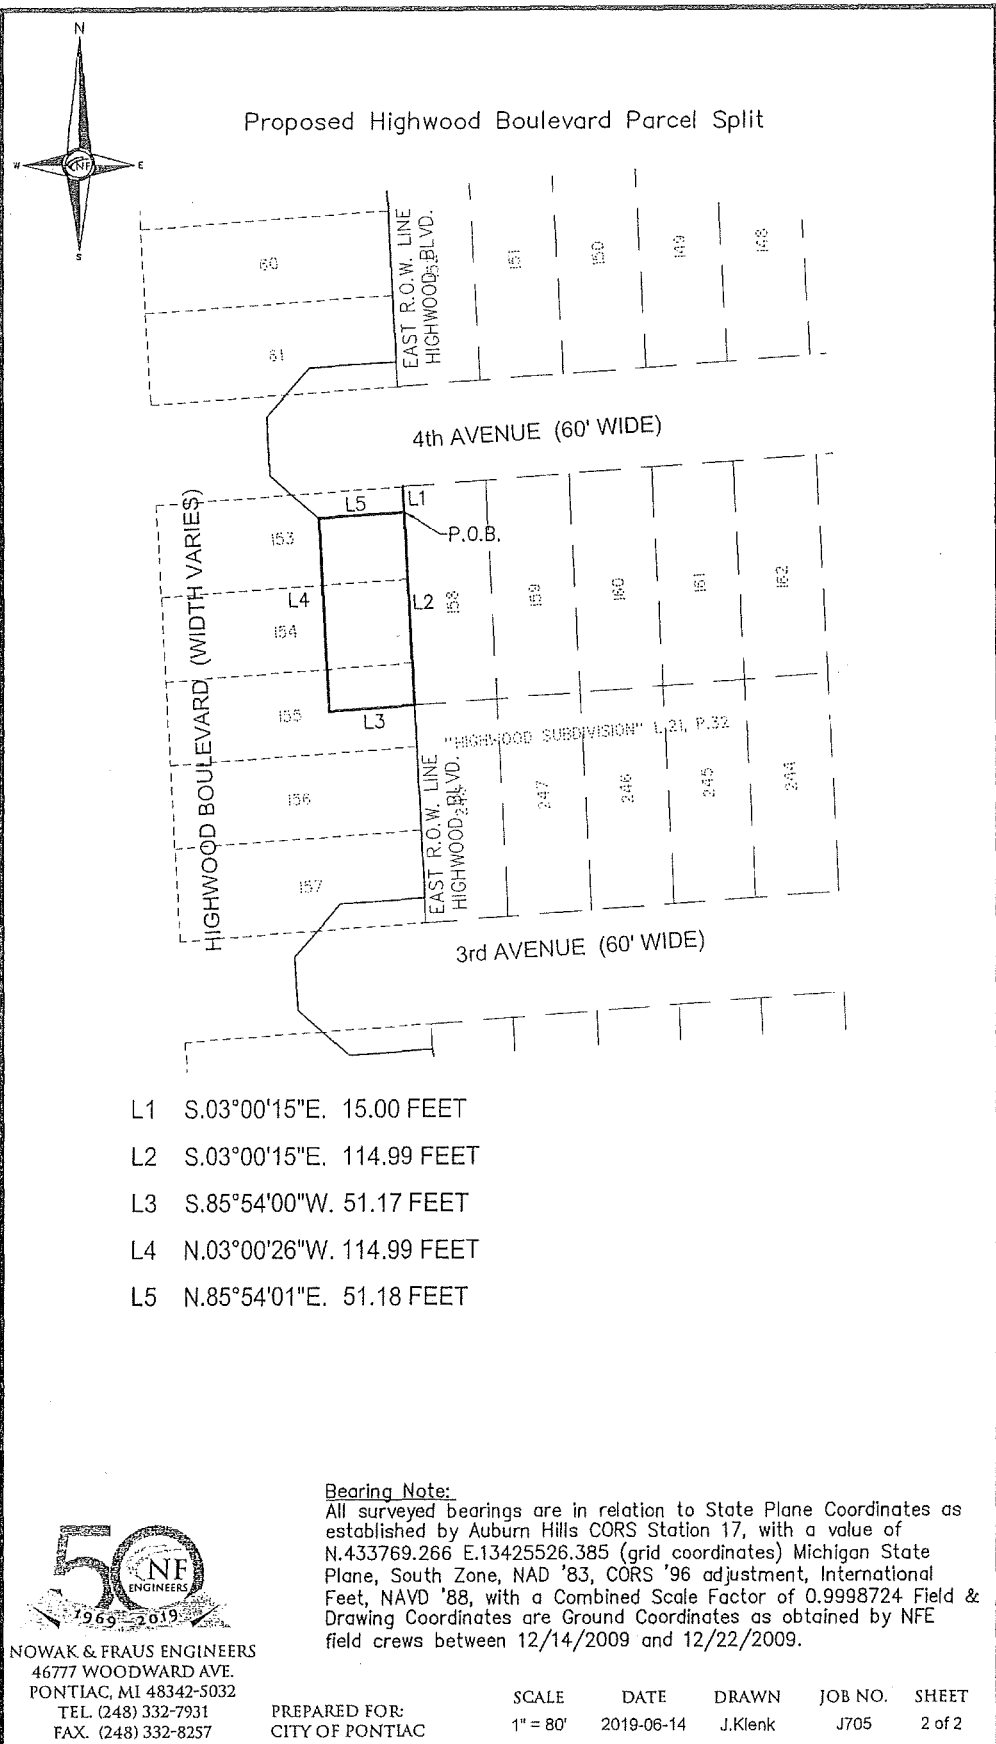 N
W
NF
E
S
Proposed Highwood Boulevard Parcel Split
EAST R.O.W. LINE
HIGHWOOD BLVD.
60
61
151
150
149
148
4th AVENUE (60' WIDE)
HIGHWOOD BOULEVARD (WIDTH VARIES)
L5
L1
P.O.B.
153
L4
L2
154
158
159
160
161
162
155
L3
"HIGHWOOD SUBDIVISION" L.21, P.32
EAST R.O.W. LINE
HIGHWOOD BLVD.
156
247
246
245
244
157
3rd AVENUE (60' WIDE)
L1 S.03°00'15"E. 15.00 FEET
L2 S.03°00'15"E. 114.99 FEET
L3 S.85°54'00"W. 51.17 FEET
L4 N.03°00'26"W. 114.99 FEET
L5 N.85°54'01"E. 51.18 FEET
Bearing Note:
All surveyed bearings are in relation to State Plane Coordinates as
established by Auburn Hills CORS Station 17, with a value of
N.433769.266 E.13425526.385 (grid coordinates) Michigan State
Plane, South Zone, NAD '83, CORS '96 adjustment, International
Feet, NAVD '88, with a Combined Scale Factor of 0.9998724 Field &
Drawing Coordinates are Ground Coordinates as obtained by NFE
field crews between 12/14/2009 and 12/22/2009.
50
NF
ENGINEERS
1969 - 2019
NOWAK & FRAUS ENGINEERS
46777 WOODWARD AVE.
PONTIAC, MI 48342-5032
TEL. (248) 332-7931
FAX. (248) 332-8257
PREPARED FOR:
CITY OF PONTIAC
SCALE DATE DRAWN JOB NO. SHEET
1" = 80' 2019-06-14 J.Klenk J705 2 of 2